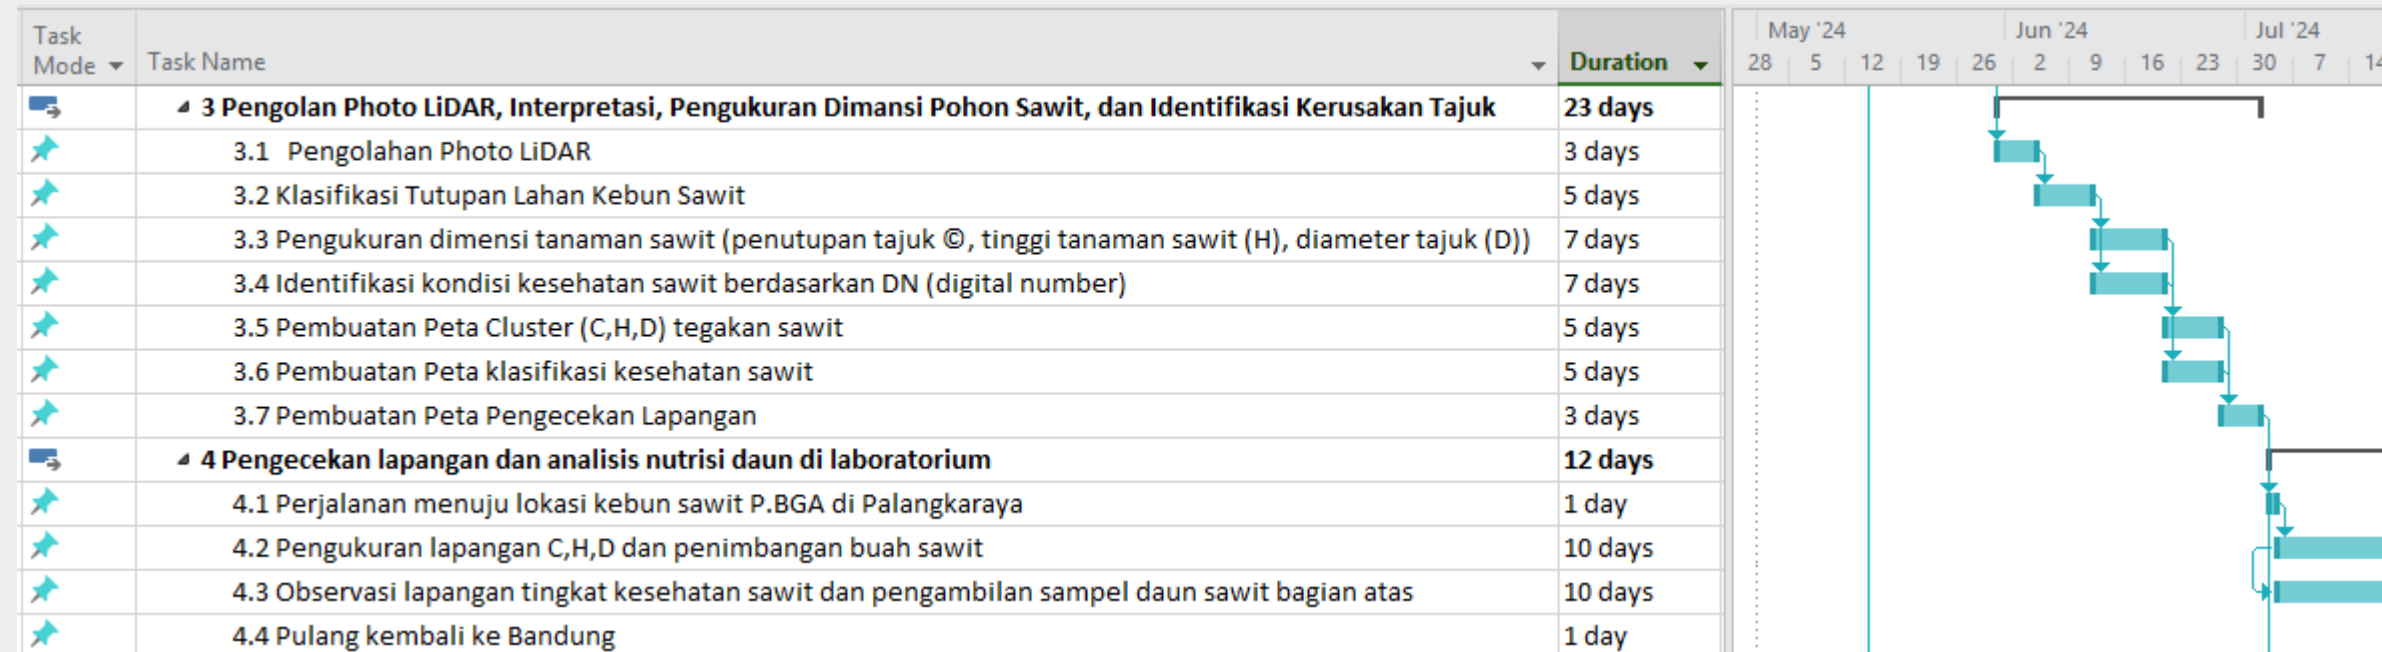 Task Mode Task Name Duration May '24 Jun '24 Jul '24
28 5 12 19 26 2 9 16 23 30 7 14
3 Pengolan Photo LiDAR, Interpretasi, Pengukuran Dimansi Pohon Sawit, dan Identifikasi Kerusakan Tajuk 23 days
3.1 Pengolahan Photo LiDAR 3 days
3.2 Klasifikasi Tutupan Lahan Kebun Sawit 5 days
3.3 Pengukuran dimensi tanaman sawit (penutupan tajuk ©, tinggi tanaman sawit (H), diameter tajuk (D)) 7 days
3.4 Identifikasi kondisi kesehatan sawit berdasarkan DN (digital number) 7 days
3.5 Pembuatan Peta Cluster (C,H,D) tegakan sawit 5 days
3.6 Pembuatan Peta klasifikasi kesehatan sawit 5 days
3.7 Pembuatan Peta Pengecekan Lapangan 3 days
4 Pengecekan lapangan dan analisis nutrisi daun di laboratorium 12 days
4.1 Perjalanan menuju lokasi kebun sawit P.BGA di Palangkaraya 1 day
4.2 Pengukuran lapangan C,H,D dan penimbangan buah sawit 10 days
4.3 Observasi lapangan tingkat kesehatan sawit dan pengambilan sampel daun sawit bagian atas 10 days
4.4 Pulang kembali ke Bandung 1 day